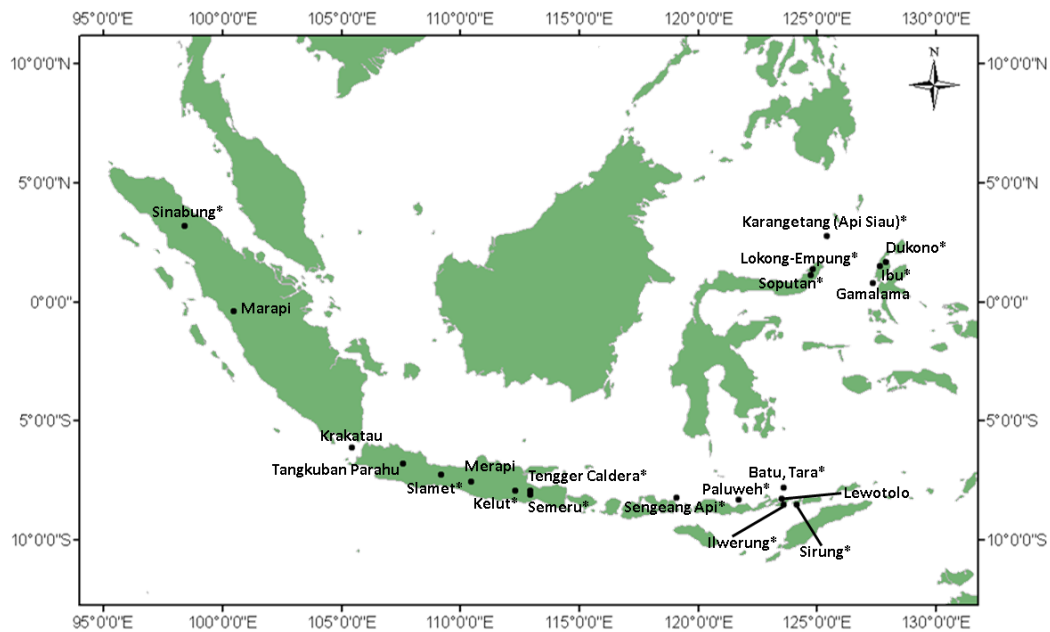 95°0'0"E 100°0'0"E 105°0'0"E 110°0'0"E 115°0'0"E 120°0'0"E 125°0'0"E 130°0'0"E
N
10°0'0"N 10°0'0"N
5°0'0"N 5°0'0"N
Sinabung*
Karangetang (Api Siau)*
Dukono*
Lokong-Empung*
Ibu*
Soputan*
Gamalama
0°0'0" 0°0'0"
Marapi
5°0'0"S 5°0'0"S
Krakatau
Tangkuban Parahu
Merapi
Tengger Caldera*
Batu, Tara*
Slamet*
Paluweh*
Lewotolo
Kelut*
Semeru*
Sengeang Api*
10°0'0"S 10°0'0"S
Ilwerung*
Sirung*
95°0'0"E 100°0'0"E 105°0'0"E 110°0'0"E 115°0'0"E 120°0'0"E 125°0'0"E 130°0'0"E